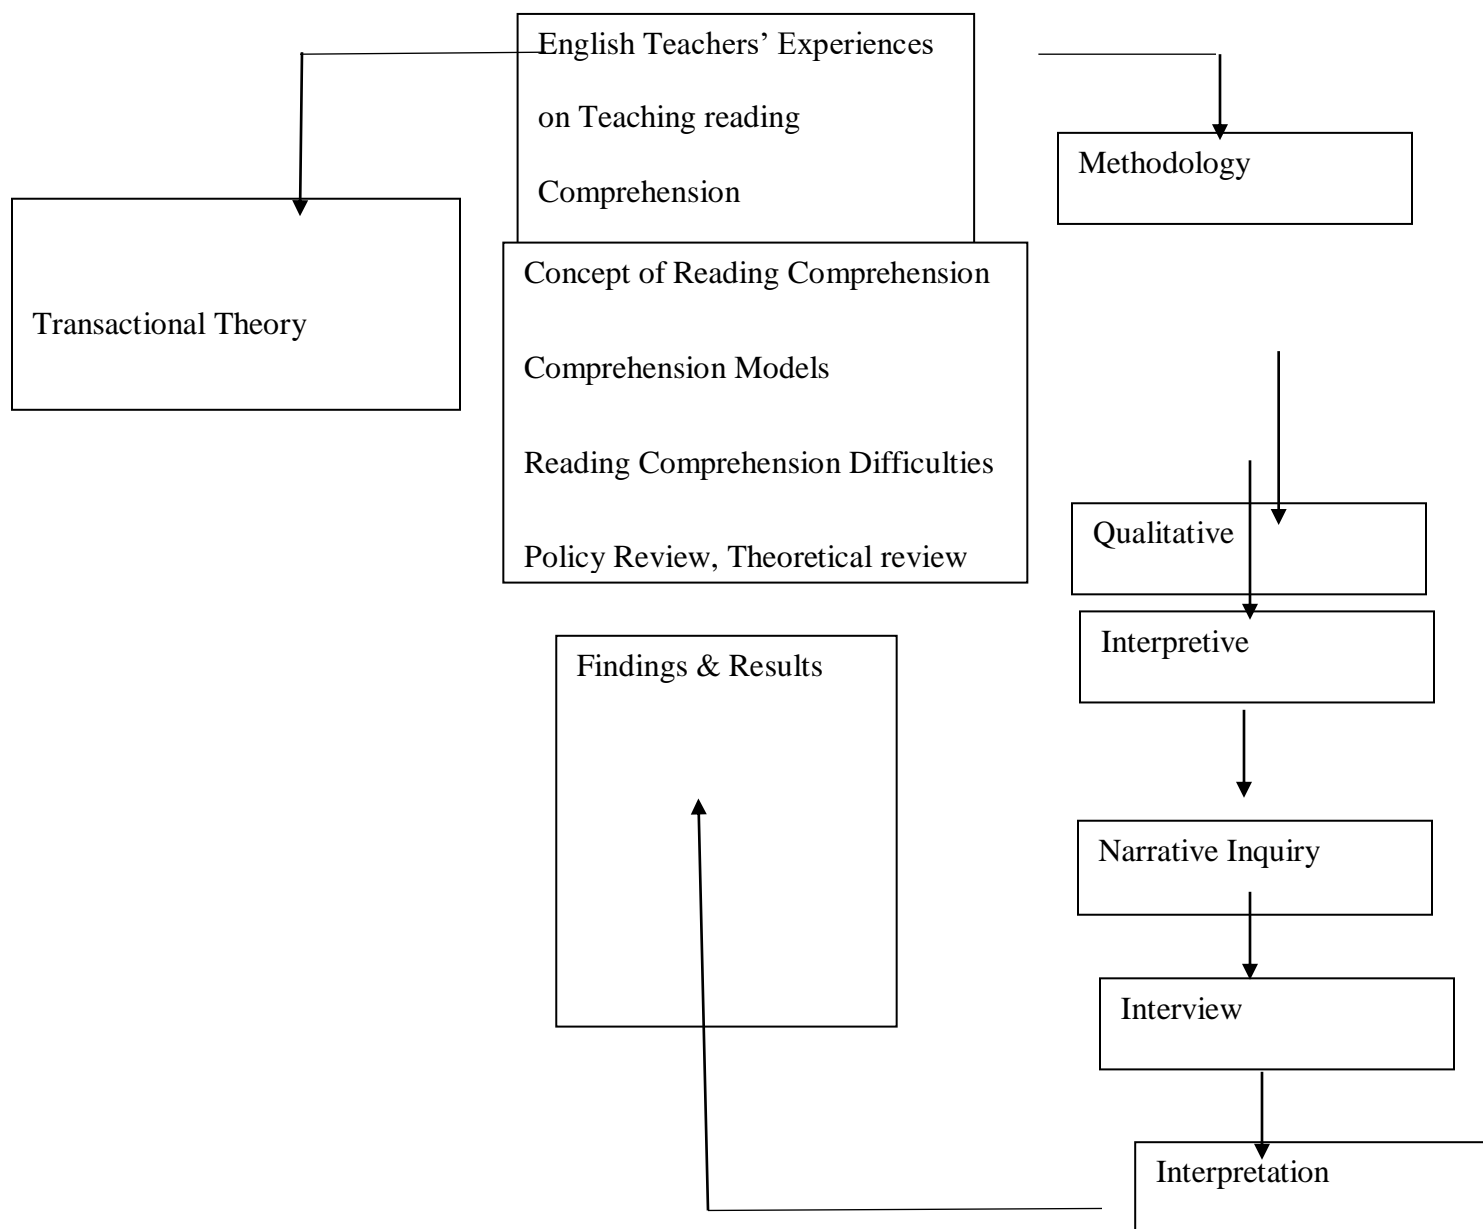 English Teachers’ Experiences
on Teaching reading
Comprehension
Methodology
Transactional Theory
Concept of Reading Comprehension
Comprehension Models
Reading Comprehension Difficulties
Policy Review, Theoretical review
Qualitative
Interpretive
Findings & Results
Narrative Inquiry
Interview
Interpretation